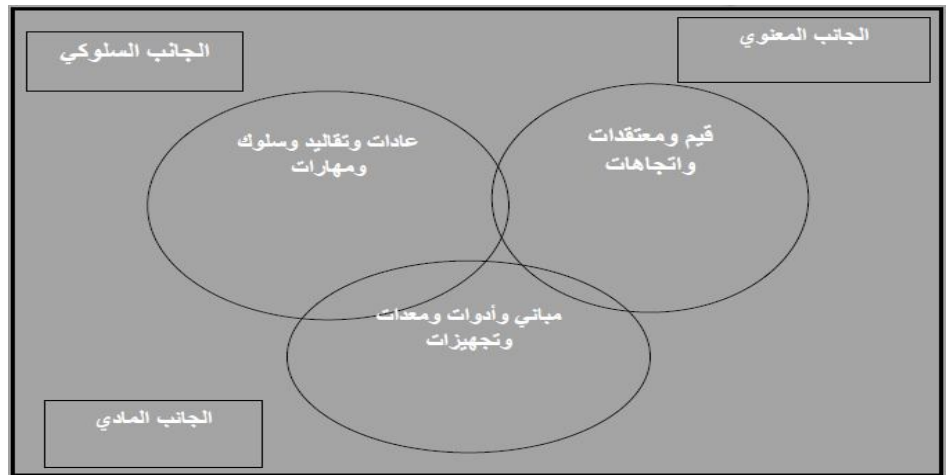 الجانب المعنوي
الجانب السلوكي
قيم ومعتقدات
واتجاهات
عادات وتقاليد وسلوك
ومهارات
مباني وأدوات ومعدات
وتجهيزات
الجانب المادي